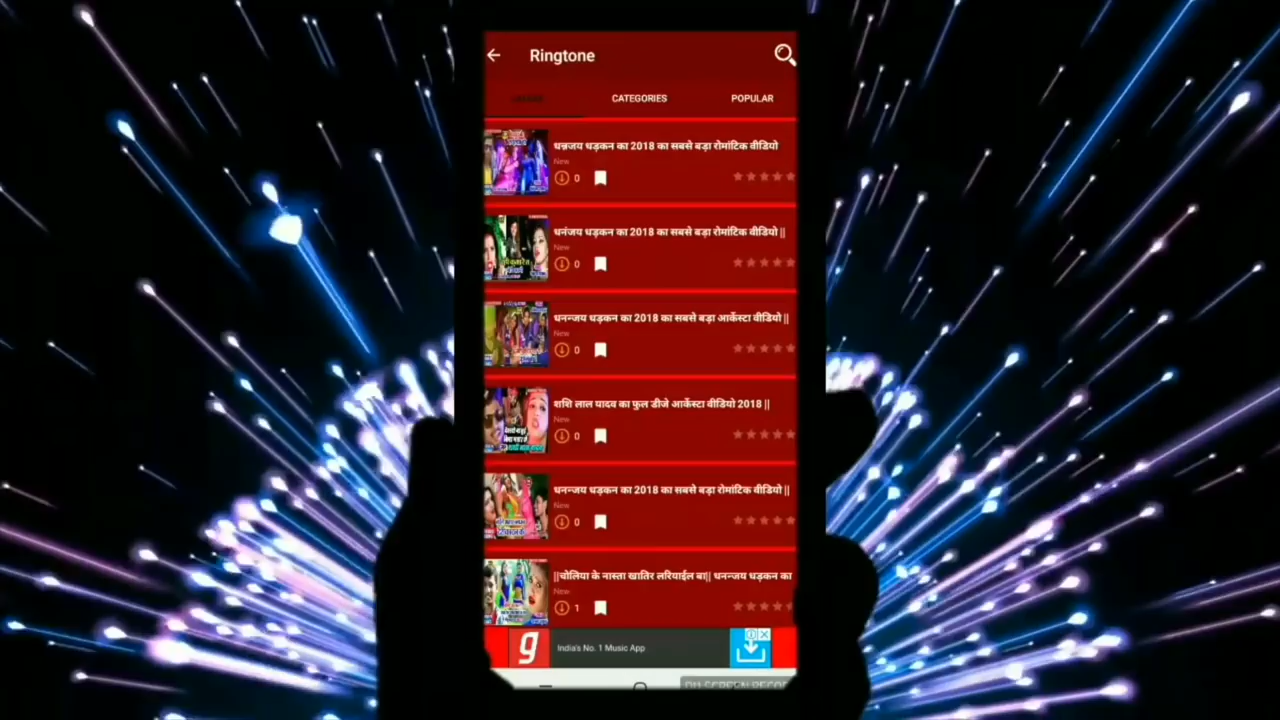 Ringtone
CATEGORIES
POPULAR
धन्नजय धड़कन का 2018 का सबसे बड़ा रोमांटिक वीडियो
New
0
धनंजय धड़कन का 2018 का सबसे बड़ा रोमांटिक वीडियो ||
New
0
धनन्जय धड़कन का 2018 का सबसे बड़ा आर्केस्टा वीडियो ||
New
0
शशि लाल यादव का फुल डीजे आर्केस्टा वीडियो 2018 ||
New
0
धनन्जय धड़कन का 2018 का सबसे बड़ा रोमांटिक वीडियो ||
New
0
||चोलिया के नास्ता खातिर लरियाईल बा|| धनन्जय धड़कन का
New
1
g
India's No. 1 Music App